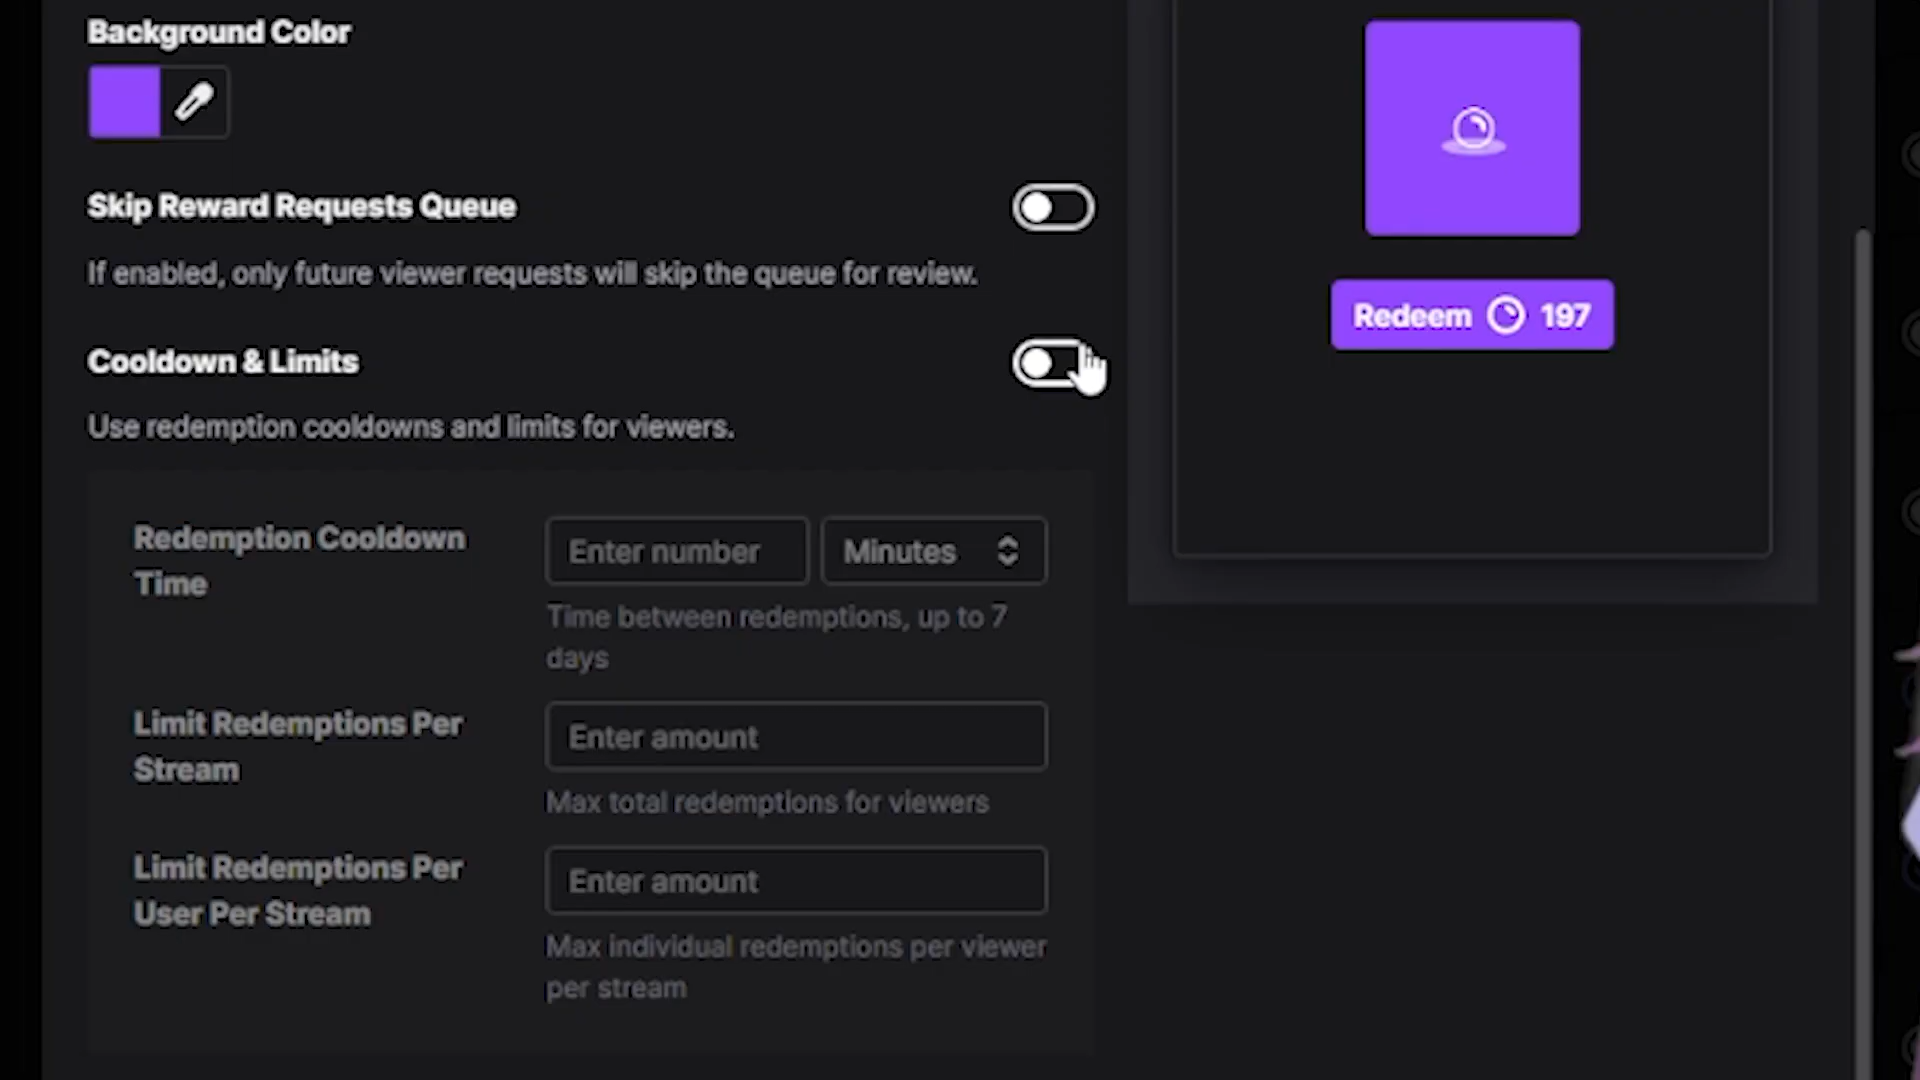 Background Color
Skip Reward Requests Queue
If enabled, only future viewer requests will skip the queue for review.
Cooldown & Limits
Use redemption cooldowns and limits for viewers.
Redemption Cooldown
Time
Enter number
Minutes
Time between redemptions, up to 7
days
Limit Redemptions Per
Stream
Enter amount
Max total redemptions for viewers
Limit Redemptions Per
User Per Stream
Enter amount
Max individual redemptions per viewer
per stream
Redeem 197